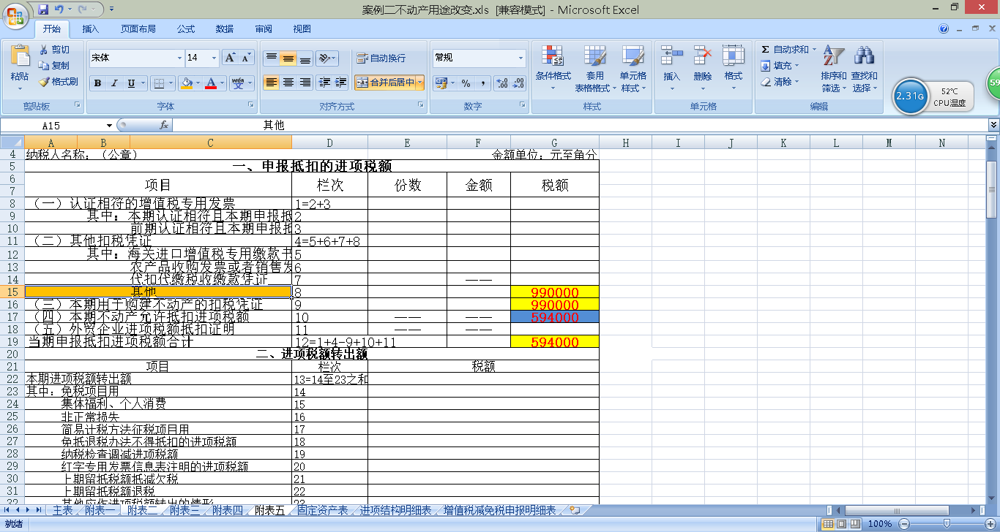 案例二不动产用途改变.xls [兼容模式] - Microsoft Excel
开始 插入 页面布局 公式 数据 审阅 视图
粘贴 剪切 复制 格式刷 剪贴板
宋体 14 A A B I U A wén 字体
自动换行 合并后居中 对齐方式
常规 % , 数字
条件格式 套用表格格式 单元格样式 样式
插入 删除 格式 单元格
Σ 自动求和 填充 清除 排序和筛选 查找和选择 编辑
2.31G 52℃ CPU温度 59
A15 fx 其他
A B C D E F G H I J K L M N
4 纳税人名称：（公章） 金额单位：元至角分
5 一、申报抵扣的进项税额
6 项目 栏次 份数 金额 税额
7
8 （一）认证相符的增值税专用发票 1=2+3
9 其中：本期认证相符且本期申报抵 2
10 前期认证相符且本期申报抵 3
11 （二）其他扣税凭证 4=5+6+7+8
12 其中：海关进口增值税专用缴款书 5
13 农产品收购发票或者销售发 6
14 代扣代缴税收缴款凭证 7 ——
15 其他 8 990000
16 （三）本期用于购建不动产的扣税凭证 9 990000
17 （四）本期不动产允许抵扣进项税额 10 —— —— 594000
18 （五）外贸企业进项税额抵扣证明 11 —— ——
19 当期申报抵扣进项税额合计 12=1+4-9+10+11 594000
20 二、进项税额转出额
21 项目 栏次 税额
22 本期进项税额转出额 13=14至23之和
23 其中：免税项目用 14
24 集体福利、个人消费 15
25 非正常损失 16
26 简易计税方法征税项目用 17
27 免抵退税办法不得抵扣的进项税额 18
28 纳税检查调减进项税额 19
29 红字专用发票信息表注明的进项税额 20
30 上期留抵税额抵减欠税 21
31 上期留抵税额退税 22
32 其他应作进项税额转出的情形 23
主表 附表一 附表二 附表三 附表四 附表五 固定资产表 进项结构明细表 增值税减免税申报明细表
就绪 100%